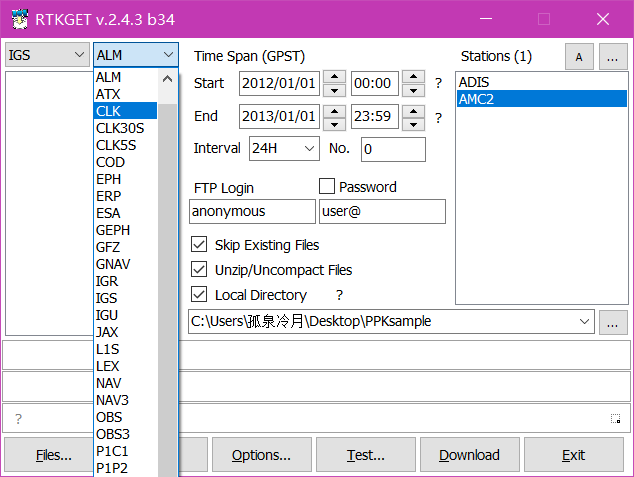 RTKGET v.2.4.3 b34
IGS
ALM
Time Span (GPST)
Stations (1)
A
...
ALM
ATX
CLK
CLK30S
CLK5S
COD
EPH
ERP
ESA
GEPH
GFZ
GNAV
IGR
IGS
IGU
JAX
L1S
LEX
NAV
NAV3
OBS
OBS3
P1C1
P1P2
Start
2012/01/01
00:00
?
End
2013/01/01
23:59
?
Interval
24H
No.
0
FTP Login
Password
anonymous
user@
Skip Existing Files
Unzip/Uncompact Files
Local Directory
?
C:\Users\孤泉冷月\Desktop\PPKsample
...
ADIS
AMC2
?
Files...
Options...
Test...
Download
Exit